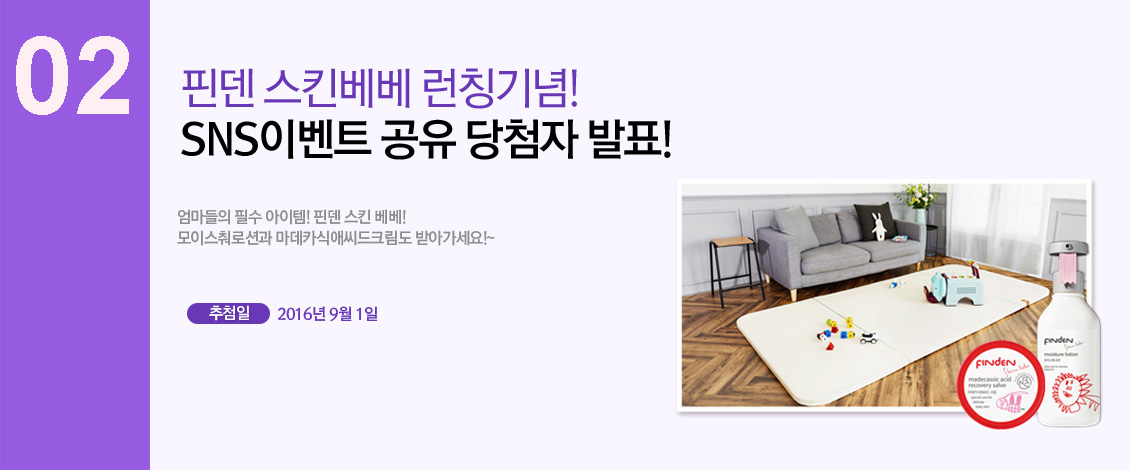 02
핀덴 스킨베베 런칭기념!
SNS이벤트 공유 당첨자 발표!
엄마들의 필수 아이템! 핀덴 스킨 베베!
모이스춰로션과 마데카식애씨드크림도 받아가세요!~
추첨일 2016년 9월 1일
FINDEN
moisture lotion
FINDEN
madecassic acid
recovery salve